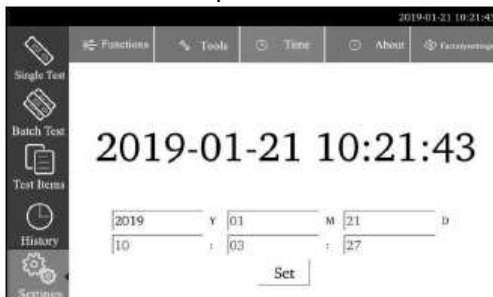 2019-01-21 10:21:43
Functions Tools Time About Factorysettings
Single Test
Batch Test
Test Items
History
Settings
2019-01-21 10:21:43
2019 Y 01 M 21 D
10 : 03 : 27
Set